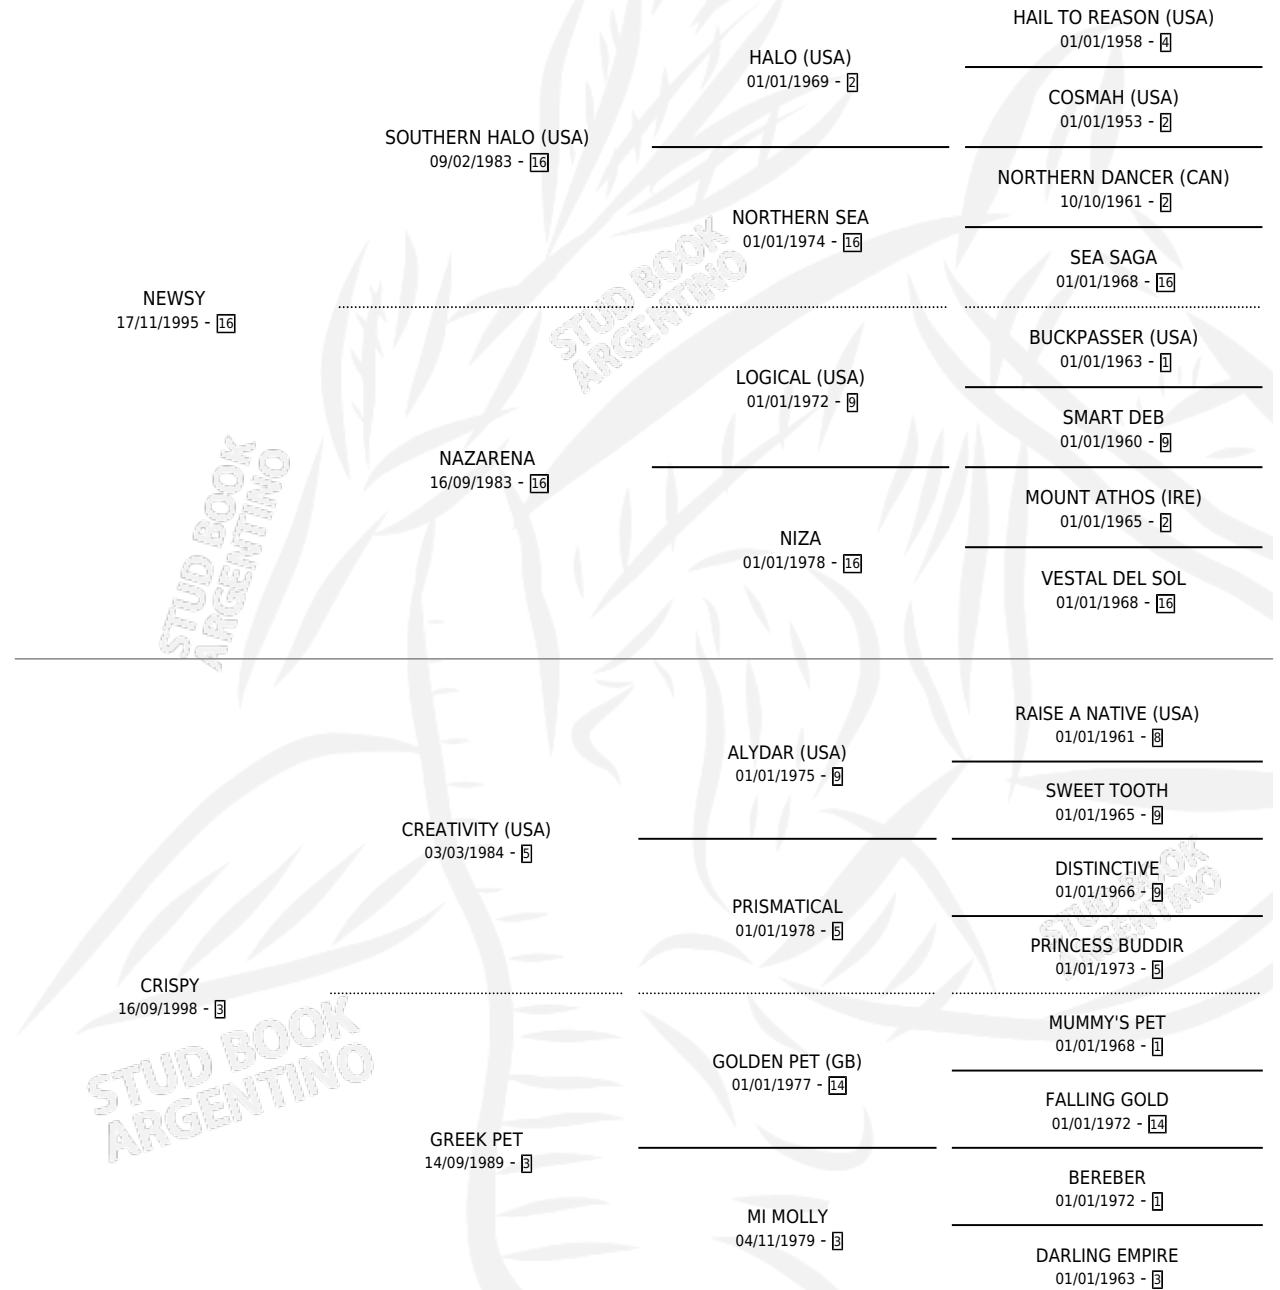 HAIL TO REASON (USA)
01/01/1958 - 4
HALO (USA)
01/01/1969 - 2
COSMAH (USA)
01/01/1953 - 2
SOUTHERN HALO (USA)
09/02/1983 - 16
NORTHERN DANCER (CAN)
10/10/1961 - 2
NORTHERN SEA
01/01/1974 - 16
SEA SAGA
01/01/1968 - 16
NEWSY
17/11/1995 - 16
BUCKPASSER (USA)
01/01/1963 - 1
LOGICAL (USA)
01/01/1972 - 9
SMART DEB
01/01/1960 - 9
NAZARENA
16/09/1983 - 16
MOUNT ATHOS (IRE)
01/01/1965 - 2
NIZA
01/01/1978 - 16
VESTAL DEL SOL
01/01/1968 - 16
STUD BOOK
ARGENTINO
STUD BOOK
ARGENTINO
RAISE A NATIVE (USA)
01/01/1961 - 8
ALYDAR (USA)
01/01/1975 - 9
SWEET TOOTH
01/01/1965 - 9
CREATIVITY (USA)
03/03/1984 - 5
DISTINCTIVE
01/01/1966 - 9
PRISMATICAL
01/01/1978 - 5
PRINCESS BUDDIR
01/01/1973 - 5
STUD BOOK
ARGENTINO
CRISPY
16/09/1998 - 3
MUMMY'S PET
01/01/1968 - 1
GOLDEN PET (GB)
01/01/1977 - 14
FALLING GOLD
01/01/1972 - 14
STUD BOOK
ARGENTINO
GREEK PET
14/09/1989 - 3
BEREBER
01/01/1972 - 1
MI MOLLY
04/11/1979 - 3
DARLING EMPIRE
01/01/1963 - 3